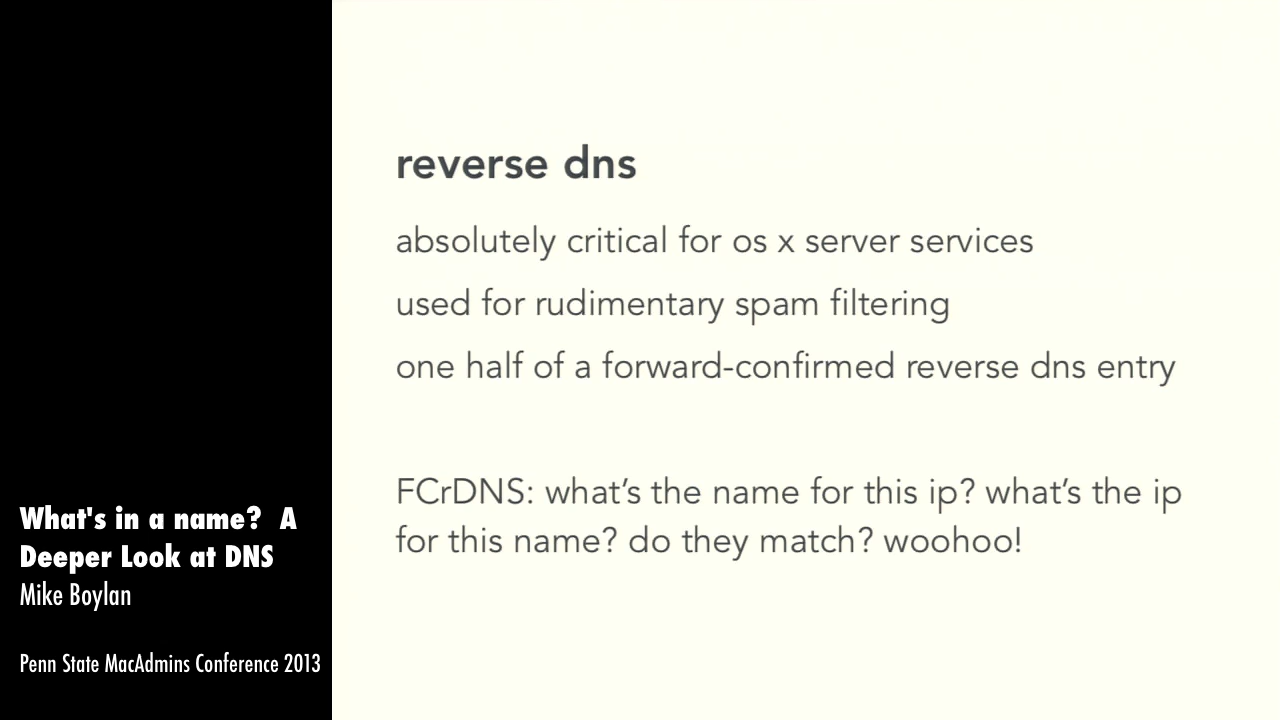 reverse dns
absolutely critical for os x server services
used for rudimentary spam filtering
one half of a forward-confirmed reverse dns entry
FCrDNS: what's the name for this ip? what's the ip
for this name? do they match? woohoo!
What's in a name?  A
Deeper Look at DNS
Mike Boylan
Penn State MacAdmins Conference 2013